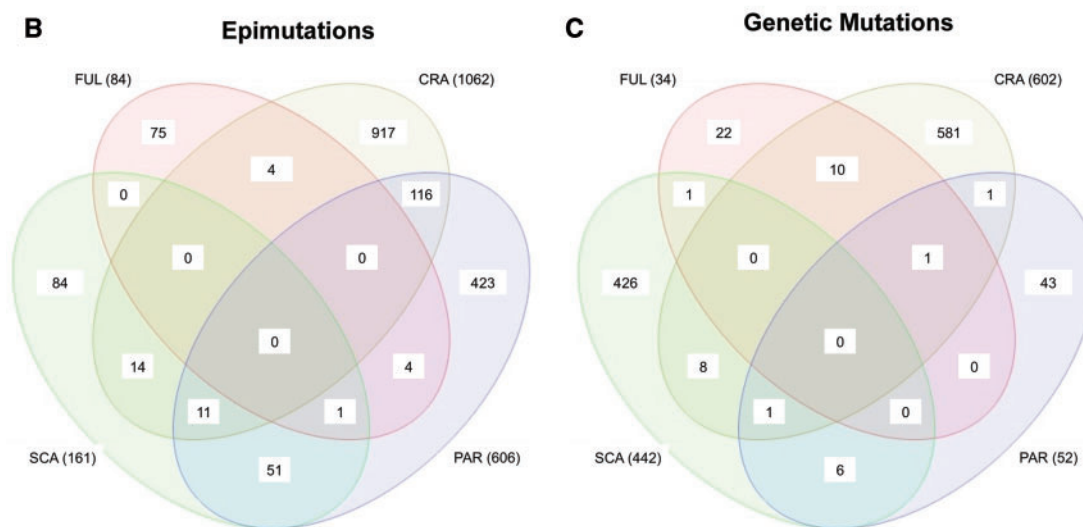 B
Epimutations
FUL (84)
CRA (1062)
75
917
4
0
116
0
0
84
423
0
14
4
11
1
SCA (161)
PAR (606)
51
C
Genetic Mutations
FUL (34)
CRA (602)
22
581
10
1
1
0
1
426
43
0
8
0
1
0
SCA (442)
PAR (52)
6